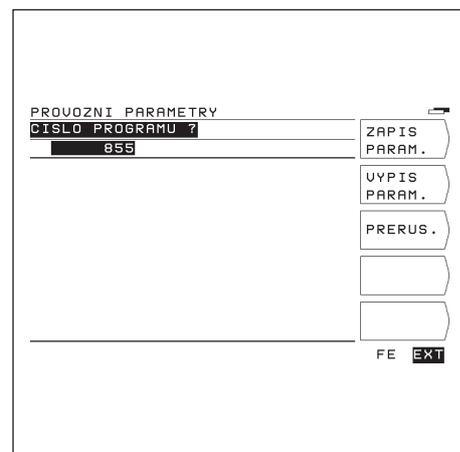 PROVOZNI PARAMETRY
CISLO PROGRAMU ?
855
ZAPIS
PARAM.
VYPIS
PARAM.
PRERUS.
FE EXT